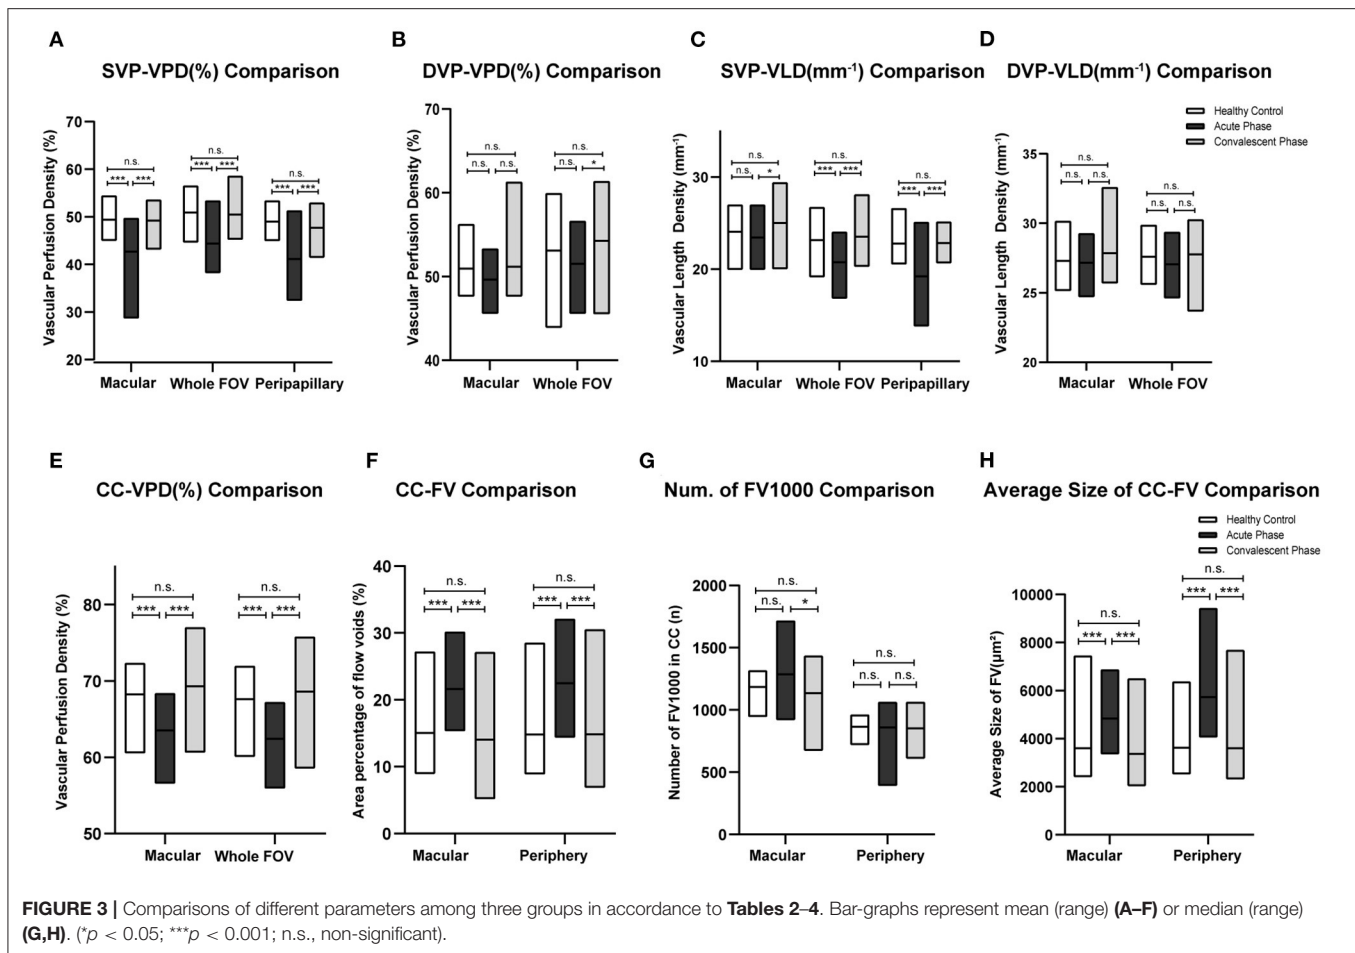 A
SVP-VPD(%) Comparison
Vascular Perfusion Density (%)
70
60
50
40
30
20
n.s.
*** ***
n.s.
*** ***
n.s.
*** ***
Macular Whole FOV Peripapillary
B
DVP-VPD(%) Comparison
Vascular Perfusion Density (%)
70
60
50
40
n.s.
n.s. n.s.
n.s.
n.s. *
Macular Whole FOV
C
SVP-VLD(mm⁻¹) Comparison
Vascular Length Density (mm⁻¹)
30
20
10
n.s.
n.s. *
n.s.
*** ***
n.s.
*** ***
Macular Whole FOV Peripapillary
D
DVP-VLD(mm⁻¹) Comparison
Healthy Control
Acute Phase
Convalescent Phase
Vascular Length Density (mm⁻¹)
35
30
25
20
n.s.
n.s. n.s.
n.s.
n.s. n.s.
Macular Whole FOV
E
CC-VPD(%) Comparison
Vascular Perfusion Density (%)
80
70
60
50
n.s.
*** ***
n.s.
*** ***
Macular Whole FOV
F
CC-FV Comparison
Area percentage of flow voids (%)
40
30
20
10
0
n.s.
*** ***
n.s.
*** ***
Macular Periphery
G
Num. of FV1000 Comparison
Number of FV1000 in CC (n)
2000
1500
1000
500
0
n.s.
n.s. *
n.s.
n.s. n.s.
Macular Periphery
H
Average Size of CC-FV Comparison
Healthy Control
Acute Phase
Convalescent Phase
Average Size of FV(μm²)
10000
8000
6000
4000
2000
0
n.s.
*** ***
n.s.
*** ***
Macular Periphery
FIGURE 3 | Comparisons of different parameters among three groups in accordance to Tables 2–4. Bar-graphs represent mean (range) (A–F) or median (range)
(G,H). (*p < 0.05; ***p < 0.001; n.s., non-significant).